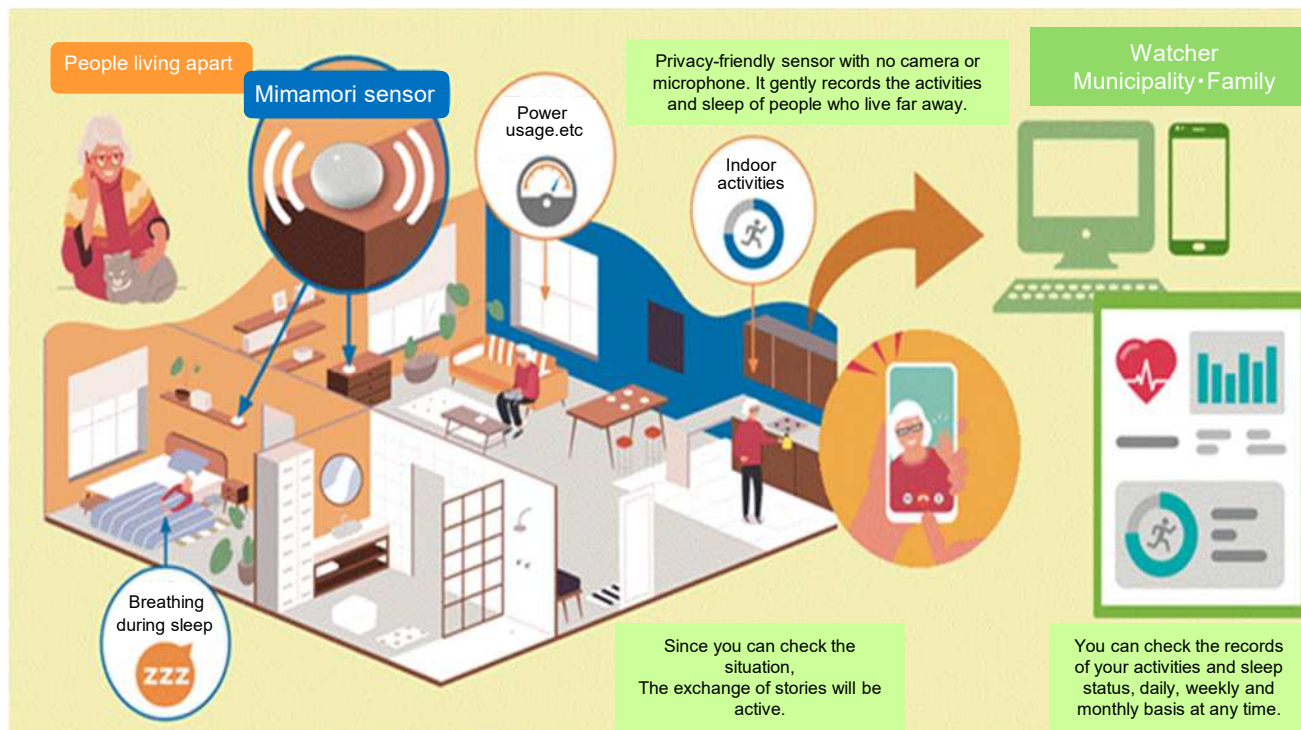 People living apart
Mimamori sensor
Power
usage.etc
Privacy-friendly sensor with no camera or
microphone. It gently records the activities
and sleep of people who live far away.
Watcher
Municipality・Family
Indoor
activities
Breathing
during sleep
zzz
Since you can check the
situation,
The exchange of stories will be
active.
You can check the records
of your activities and sleep
status, daily, weekly and
monthly basis at any time.